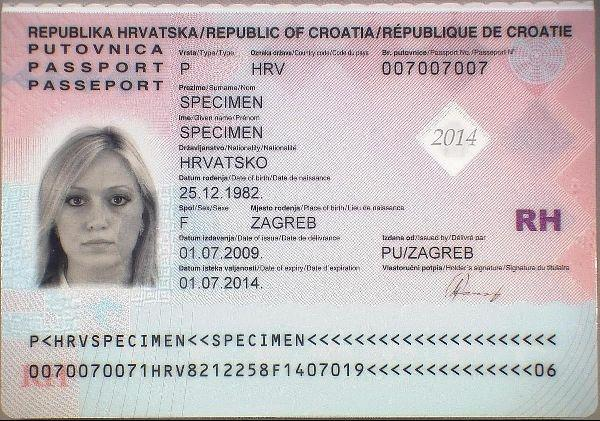 REPUBLIKA HRVATSKA/REPUBLIC OF CROATIA/RÉPUBLIQUE DE CROATIE
PUTOVNICA
PASSPORT
PASSEPORT
Vrsta/Type/Type Oznaka države/Country code/Code du pays Br. putovnice/Passport No./Passeport N°
P HRV 007007007
Prezime/Surname/Nom
SPECIMEN
Ime/Given name/Prénom
SPECIMEN
2014
Državljanstvo/Nationality/Nationalité
HRVATSKO
Datum rođenja/Date of birth/Date de naissance
25.12.1982.
Spol/Sex/Sexe Mjesto rođenja/Place of birth/Lieu de naissance
F ZAGREB
RH
Datum izdavanja/Date of issue/Date de délivrance Izdana od/Issued by/Délivré par
01.07.2009. PU/ZAGREB
Datum isteka valjanosti/Date of expiry/Date d'expiration Vlastoručni potpis/Holder's signature/Signature du titulaire
01.07.2014.
P<HRVSPECIMEN<<SPECIMEN<<<<<<<<<<<<<<<<<<<<<
0070070071HRV8212258F1407019<<<<<<<<<<<<<<06
RH